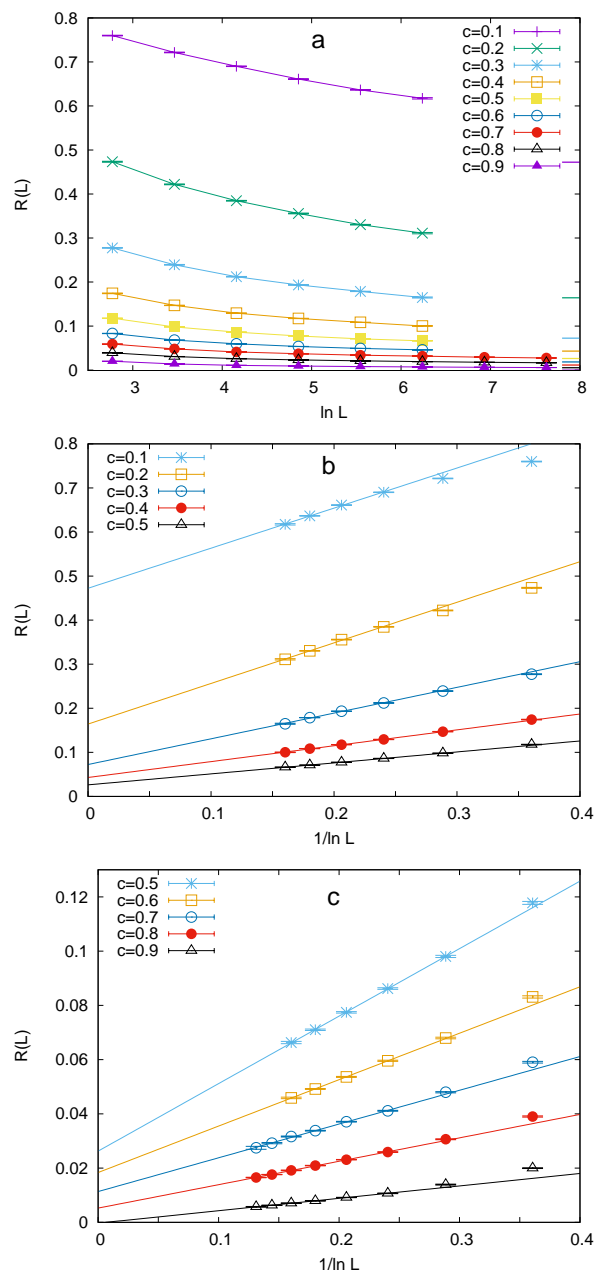 a
c=0.1
c=0.2
c=0.3
c=0.4
c=0.5
c=0.6
c=0.7
c=0.8
c=0.9
0.8
0.7
0.6
0.5
0.4
0.3
0.2
0.1
0
R(L)
3 4 5 6 7 8
ln L
b
c=0.1
c=0.2
c=0.3
c=0.4
c=0.5
0.8
0.7
0.6
0.5
0.4
0.3
0.2
0.1
0
R(L)
0 0.1 0.2 0.3 0.4
1/ln L
c
c=0.5
c=0.6
c=0.7
c=0.8
c=0.9
0.12
0.1
0.08
0.06
0.04
0.02
0
R(L)
0 0.1 0.2 0.3 0.4
1/ln L